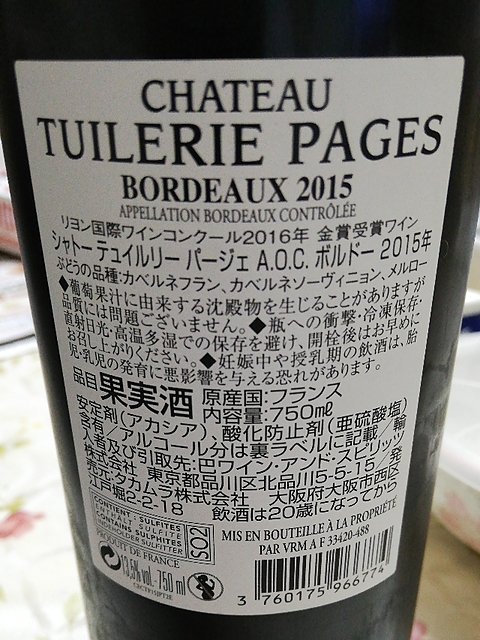 CHATEAU
TUILERIE PAGES
BORDEAUX 2015
APPELLATION BORDEAUX CONTRÔLÉE
リヨン国際ワインコンクール2016年 金賞受賞ワイン
シャトー テュイルリー パージェ A.O.C. ボルドー 2015年
ぶどうの品種:カベルネフラン、カベルネソーヴィニョン、メルロー
◆葡萄果汁に由来する沈殿物を生じることがありますが
品質には問題ございません。◆瓶への衝撃・冷凍保存・
直射日光・高温多湿での保存を避け、開栓後はお早めに
お召し上がりください。◆妊娠中や授乳期の飲酒は、胎
児・乳児の発育に悪影響を与える恐れがあります。
品目 果実酒 原産国:フランス
内容量:750mℓ
安定剤(アカシア)、酸化防止剤(亜硫酸塩)
含有/アルコール分は裏ラベルに記載/輸
入者及び引取先:巴ワイン・アンド・スピリッツ
株式会社 東京都品川区北品川5-5-15/発
売元:タカムラ株式会社 大阪府大阪市西区
江戸堀2-2-18 飲酒は20歳になってから
CONTIENT - SULFITES
ENTHÄLT - SULFITE
CONTAINS SULPHITES
INDEHOLDER SULFITTER
SO2
MIS EN BOUTEILLE À LA PROPRIÉTÉ
PAR VRM A F 33420-488
PRODUIT DE FRANCE
13,5% vol - 750 ml
3 760175 966774